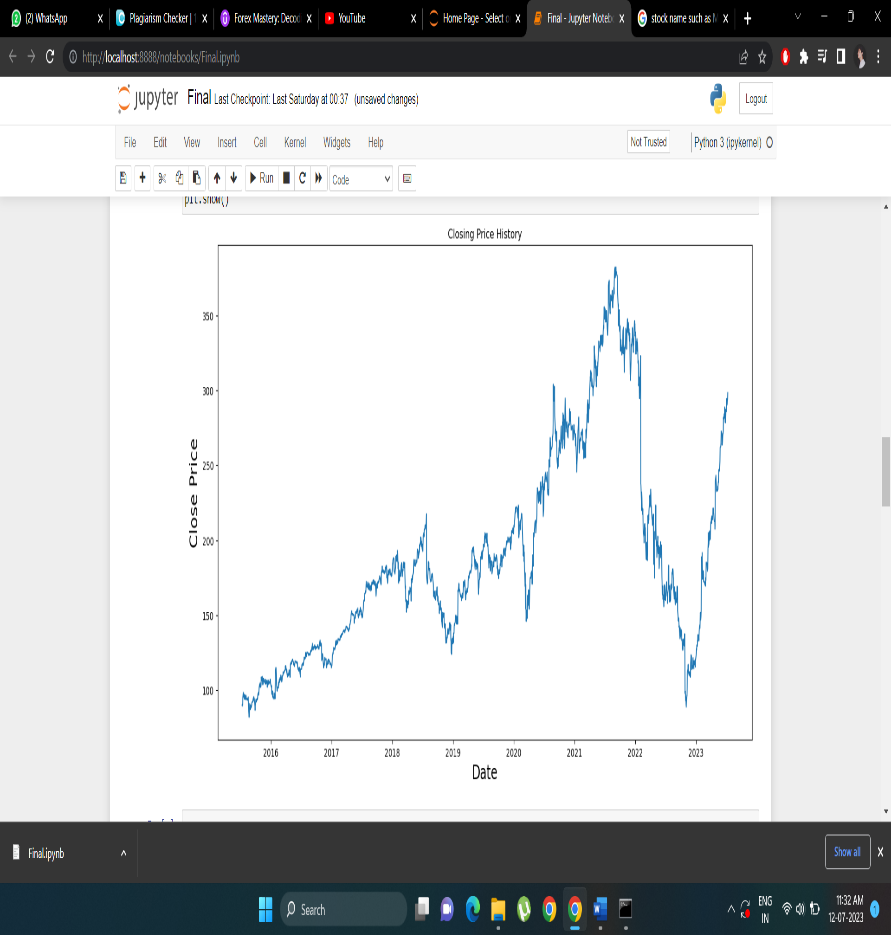 (2) WhatsApp
Plagiarism Checker | 1
Forex Mastery: Decod
YouTube
Home Page - Select o
Final - Jupyter Noteb
stock name such as M
http://localhost:8888/notebooks/Final.ipynb
jupyter Final Last Checkpoint: Last Saturday at 00:37 (unsaved changes)
Logout
File Edit View Insert Cell Kernel Widgets Help
Not Trusted
Python 3 (ipykernel)
Run
Code
plt.show()
Closing Price History
350
300
250
200
150
100
Close Price
2016 2017 2018 2019 2020 2021 2022 2023
Date
Final.ipynb
Show all
Search
ENG
IN
11:32 AM
12-07-2023
1